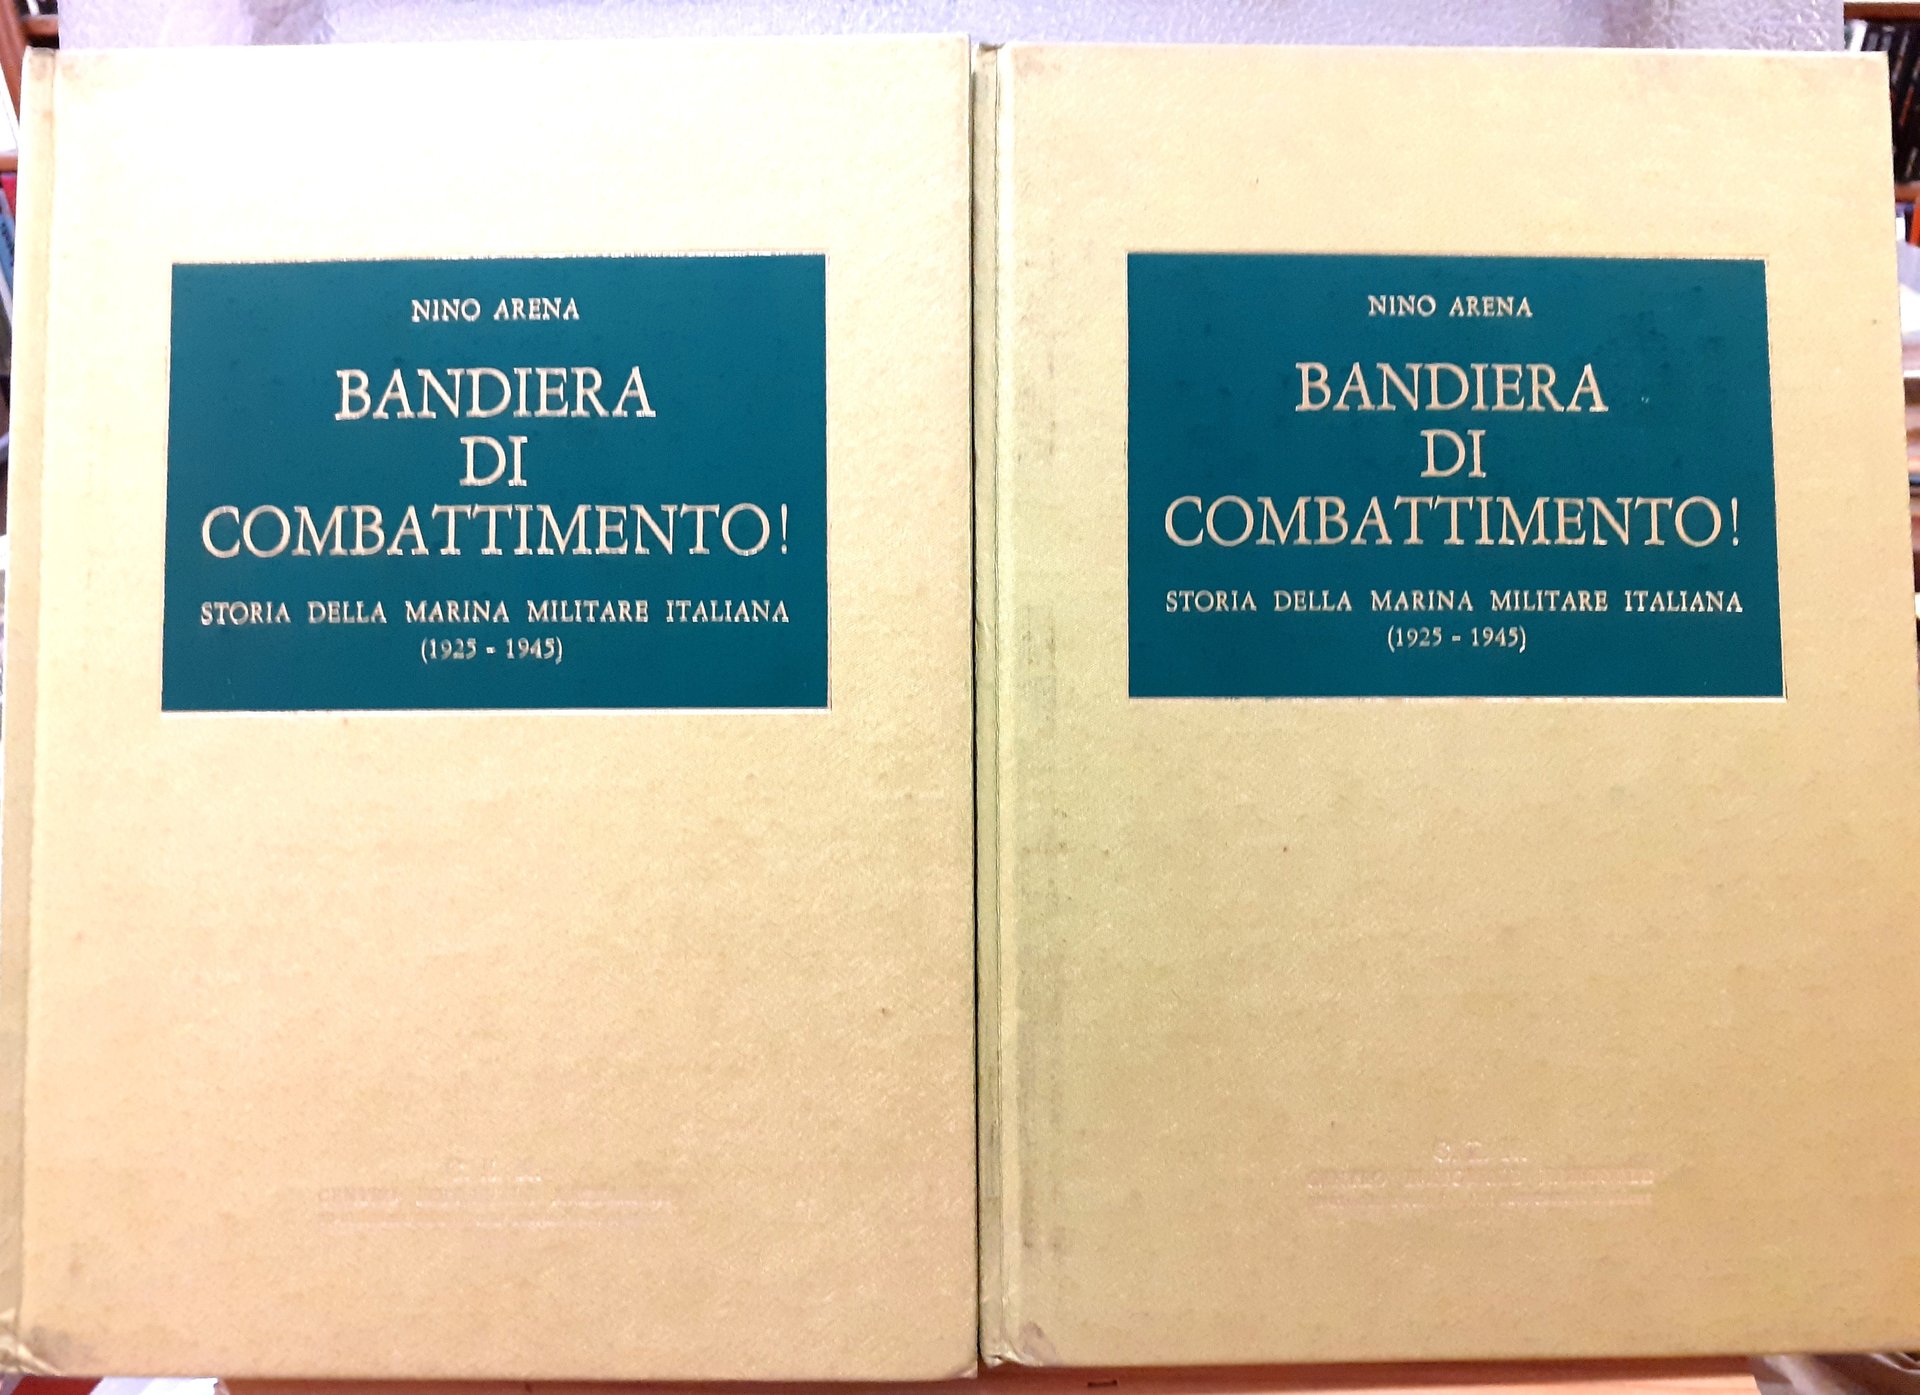 NINO ARENA
BANDIERA
DI
COMBATTIMENTO!
STORIA DELLA MARINA MILITARE ITALIANA
(1925 - 1945)
NINO ARENA
BANDIERA
DI
COMBATTIMENTO!
STORIA DELLA MARINA MILITARE ITALIANA
(1925 - 1945)
CENTRO